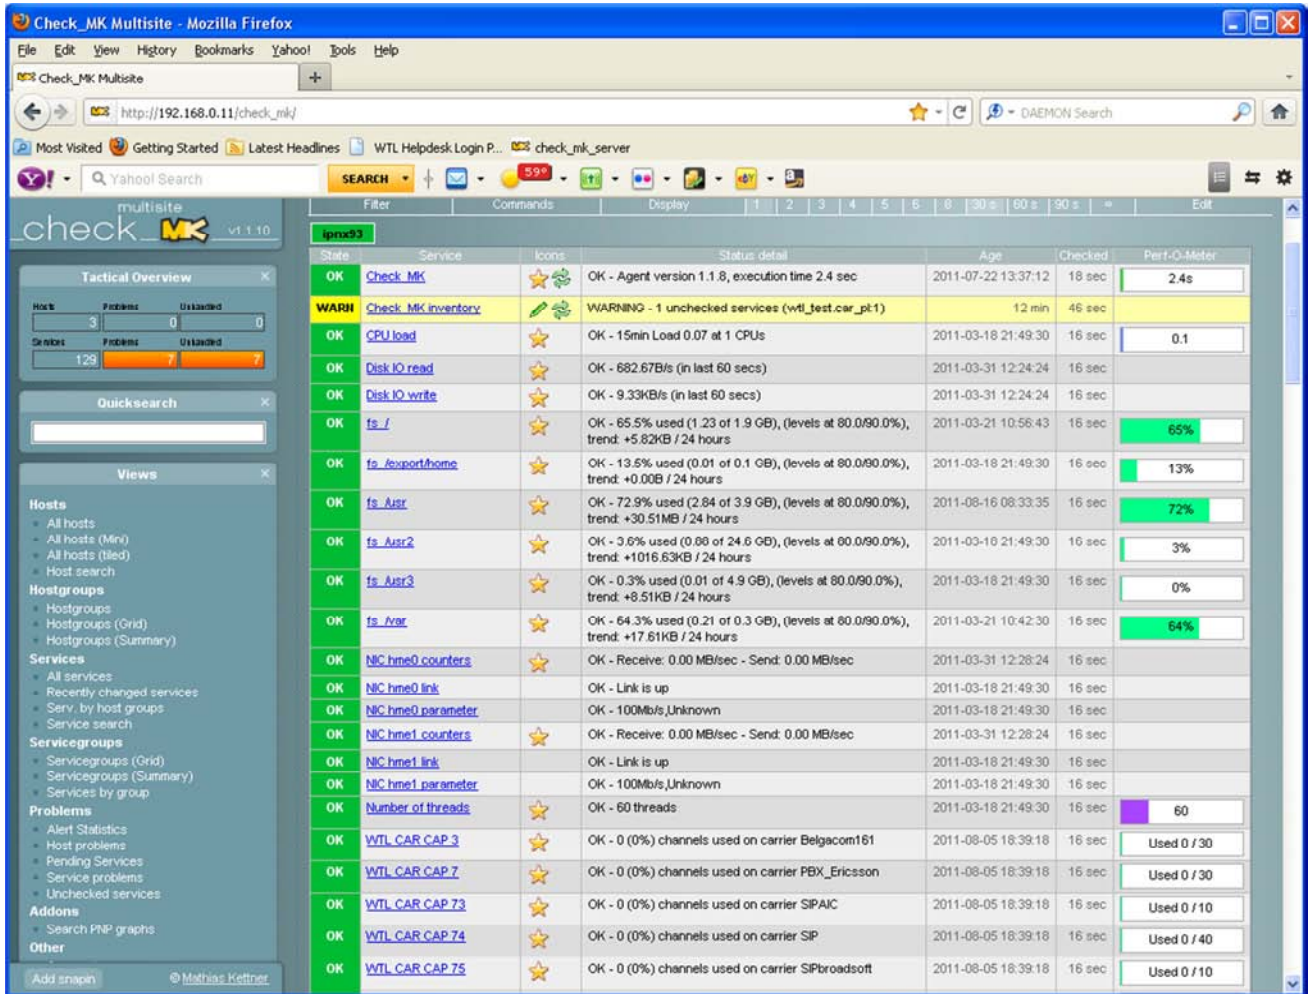 Check_MK Multisite - Mozilla Firefox
File Edit View History Bookmarks Yahoo! Tools Help
Check_MK Multisite
http://192.168.0.11/check_mk/
DAEMON Search
Most Visited Getting Started Latest Headlines WTL Helpdesk Login P... check_mk_server
Yahoo! Search SEARCH 59°
multisite
check_MK v1.1.10
Tactical Overview
Hosts Problems Unhandled
3 0 0
Services Problems Unhandled
129 7 7
Quicksearch
Views
Hosts
All hosts
All hosts (Mini)
All hosts (tiled)
Host search
Hostgroups
Hostgroups
Hostgroups (Grid)
Hostgroups (Summary)
Services
All services
Recently changed services
Serv. by host groups
Service search
Servicegroups
Servicegroups (Grid)
Servicegroups (Summary)
Services by group
Problems
Alert Statistics
Host problems
Pending Services
Service problems
Unchecked services
Addons
Search PNP graphs
Other
Add snapin © Mathias Kettner
Filter Commands Display 1 2 3 4 5 6 8 30 s 60 s 90 s ∞ Edit
ipnx93
State Service Icons Status detail Age Checked Perf-O-Meter
OK Check_MK OK - Agent version 1.1.8, execution time 2.4 sec 2011-07-22 13:37:12 18 sec 2.4s
WARN Check_MK inventory WARNING - 1 unchecked services (wtl_test.car_pl:1) 12 min 46 sec
OK CPU load OK - 15min Load 0.07 at 1 CPUs 2011-03-18 21:49:30 16 sec 0.1
OK Disk IO read OK - 682.67B/s (in last 60 secs) 2011-03-31 12:24:24 16 sec
OK Disk IO write OK - 9.33KB/s (in last 60 secs) 2011-03-31 12:24:24 16 sec
OK fs_/ OK - 65.5% used (1.23 of 1.9 GB), (levels at 80.0/90.0%), 2011-03-21 10:56:43 16 sec 65%
trend: +5.82KB / 24 hours
OK fs_/export/home OK - 13.5% used (0.01 of 0.1 GB), (levels at 80.0/90.0%), 2011-03-18 21:49:30 16 sec 13%
trend: +0.00B / 24 hours
OK fs_/usr OK - 72.9% used (2.84 of 3.9 GB), (levels at 80.0/90.0%), 2011-08-16 08:33:35 16 sec 72%
trend: +30.51MB / 24 hours
OK fs_/usr2 OK - 3.6% used (0.88 of 24.6 GB), (levels at 80.0/90.0%), 2011-03-18 21:49:30 16 sec 3%
trend: +1016.63KB / 24 hours
OK fs_/usr3 OK - 0.3% used (0.01 of 4.9 GB), (levels at 80.0/90.0%), 2011-03-18 21:49:30 16 sec 0%
trend: +8.51KB / 24 hours
OK fs_/var OK - 64.3% used (0.21 of 0.3 GB), (levels at 80.0/90.0%), 2011-03-21 10:42:30 16 sec 64%
trend: +17.61KB / 24 hours
OK NIC hme0 counters OK - Receive: 0.00 MB/sec - Send: 0.00 MB/sec 2011-03-31 12:28:24 16 sec
OK NIC hme0 link OK - Link is up 2011-03-18 21:49:30 16 sec
OK NIC hme0 parameter OK - 100Mb/s,Unknown 2011-03-18 21:49:30 16 sec
OK NIC hme1 counters OK - Receive: 0.00 MB/sec - Send: 0.00 MB/sec 2011-03-31 12:28:24 16 sec
OK NIC hme1 link OK - Link is up 2011-03-18 21:49:30 16 sec
OK NIC hme1 parameter OK - 100Mb/s,Unknown 2011-03-18 21:49:30 16 sec
OK Number of threads OK - 60 threads 2011-03-18 21:49:30 16 sec 60
OK WTL CAR CAP 3 OK - 0 (0%) channels used on carrier Belgacom161 2011-08-05 18:39:18 16 sec Used 0 / 30
OK WTL CAR CAP 7 OK - 0 (0%) channels used on carrier PBX_Ericsson 2011-08-05 18:39:18 16 sec Used 0 / 30
OK WTL CAR CAP 73 OK - 0 (0%) channels used on carrier SIPAIC 2011-08-05 18:39:18 16 sec Used 0 / 10
OK WTL CAR CAP 74 OK - 0 (0%) channels used on carrier SIP 2011-08-05 18:39:18 16 sec Used 0 / 40
OK WTL CAR CAP 75 OK - 0 (0%) channels used on carrier SIPbroadsoft 2011-08-05 18:39:18 16 sec Used 0 / 10